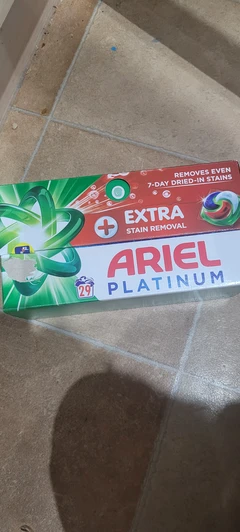 REMOVES EVEN
7-DAY DRIED-IN STAINS
+ EXTRA
STAIN REMOVAL
ARIEL
PLATINUM
29